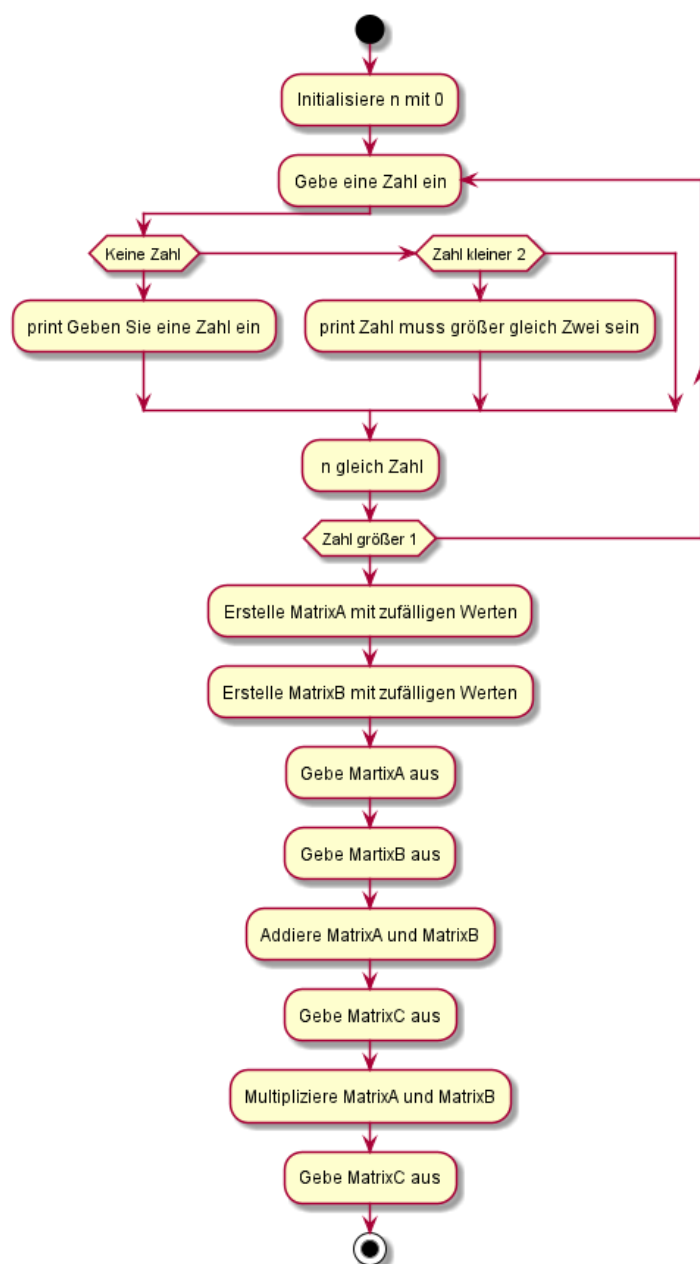 Initialisiere n mit 0
Gebe eine Zahl ein
Keine Zahl
Zahl kleiner 2
print Geben Sie eine Zahl ein
print Zahl muss größer gleich Zwei sein
n gleich Zahl
Zahl größer 1
Erstelle MatrixA mit zufälligen Werten
Erstelle MatrixB mit zufälligen Werten
Gebe MartixA aus
Gebe MartixB aus
Addiere MatrixA und MatrixB
Gebe MatrixC aus
Multipliziere MatrixA und MatrixB
Gebe MatrixC aus